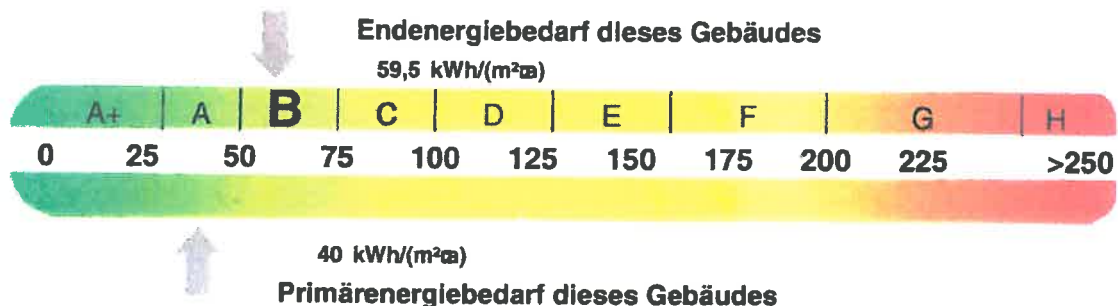 Endenergiebedarf dieses Gebäudes
59,5 kWh/(m²a)
A+ A B C D E F G H
0 25 50 75 100 125 150 175 200 225 >250
40 kWh/(m²a)
Primärenergiebedarf dieses Gebäudes